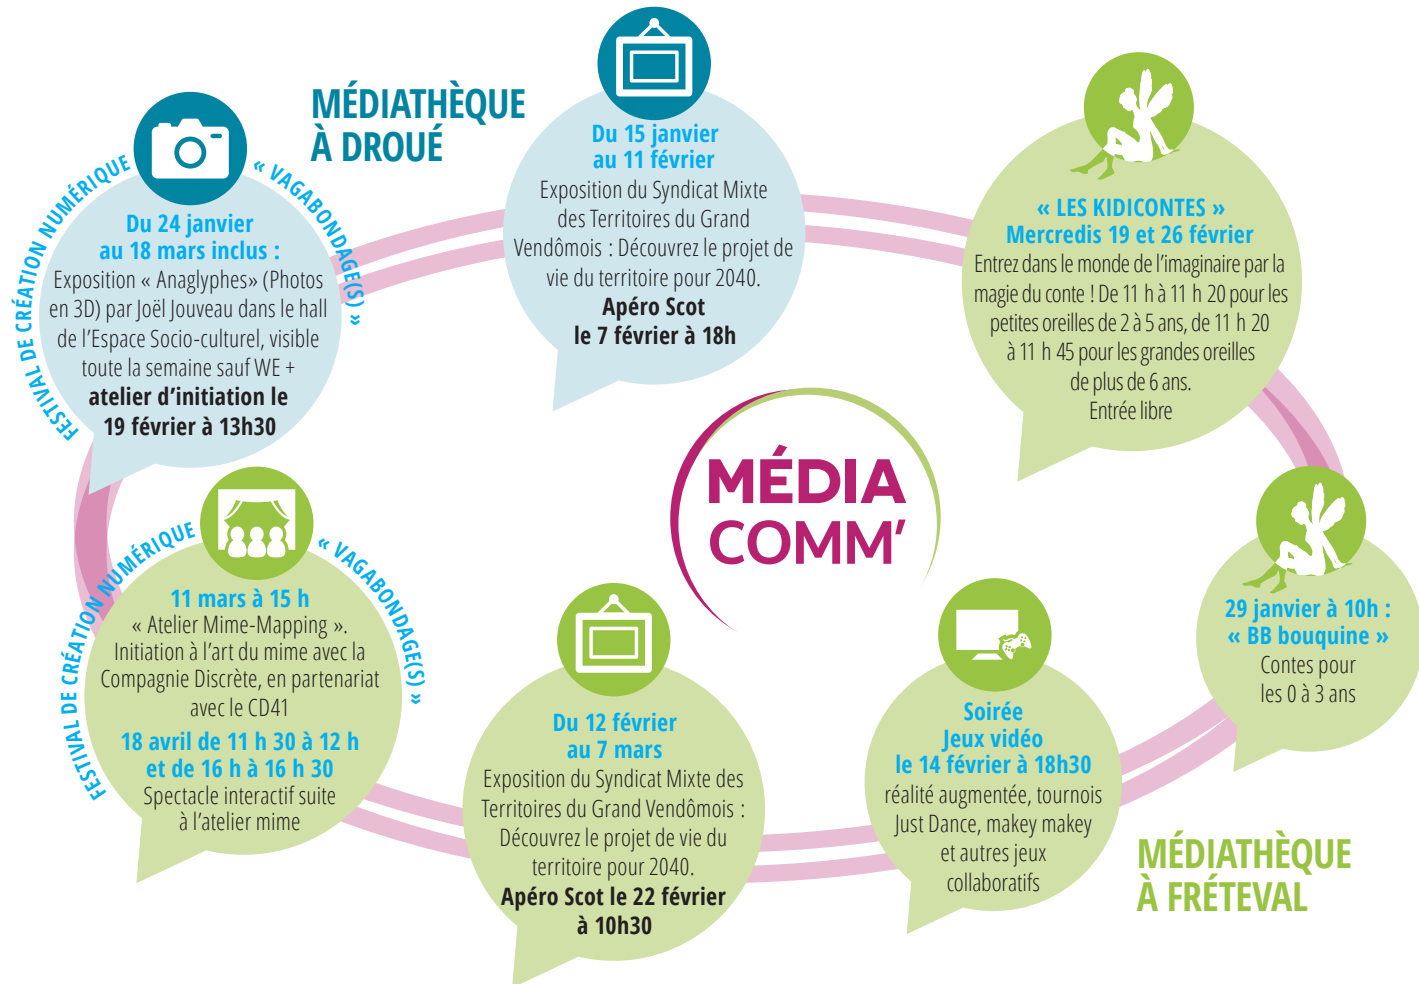 MÉDIATHÈQUE
À DROUÉ
FESTIVAL DE CRÉATION NUMÉRIQUE
« VAGABONDAGE(S) »
Du 24 janvier
au 18 mars inclus :
Exposition « Anaglyphes» (Photos
en 3D) par Joël Jouveau dans le hall
de l’Espace Socio-culturel, visible
toute la semaine sauf WE +
atelier d’initiation le
19 février à 13h30
Du 15 janvier
au 11 février
Exposition du Syndicat Mixte
des Territoires du Grand
Vendômois : Découvrez le projet de
vie du territoire pour 2040.
Apéro Scot
le 7 février à 18h
« LES KIDICONTES »
Mercredis 19 et 26 février
Entrez dans le monde de l’imaginaire par la
magie du conte ! De 11 h à 11 h 20 pour les
petites oreilles de 2 à 5 ans, de 11 h 20
à 11 h 45 pour les grandes oreilles
de plus de 6 ans.
Entrée libre
MÉDIA
COMM’
FESTIVAL DE CRÉATION NUMÉRIQUE
« VAGABONDAGE(S) »
11 mars à 15 h
« Atelier Mime-Mapping ».
Initiation à l’art du mime avec la
Compagnie Discrète, en partenariat
avec le CD41
18 avril de 11 h 30 à 12 h
et de 16 h à 16 h 30
Spectacle interactif suite
à l’atelier mime
Du 12 février
au 7 mars
Exposition du Syndicat Mixte des
Territoires du Grand Vendômois :
Découvrez le projet de vie du
territoire pour 2040.
Apéro Scot le 22 février
à 10h30
Soirée
Jeux vidéo
le 14 février à 18h30
réalité augmentée, tournois
Just Dance, makey makey
et autres jeux
collaboratifs
29 janvier à 10h :
« BB bouquine »
Contes pour
les 0 à 3 ans
MÉDIATHÈQUE
À FRÉTEVAL